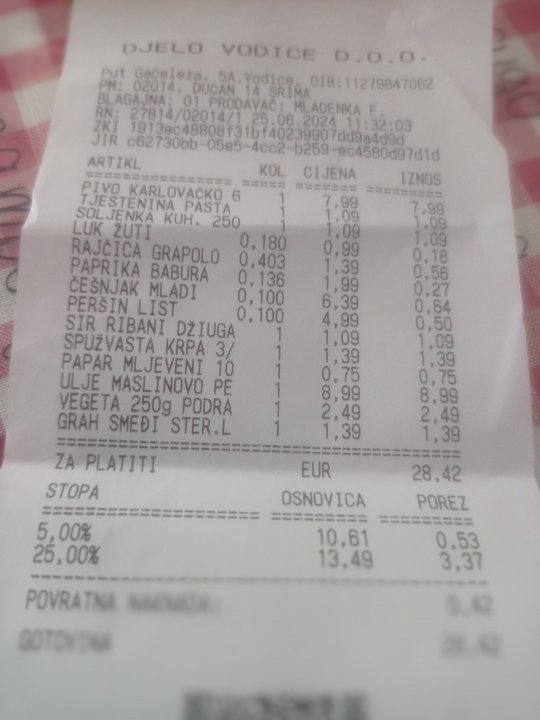 DJELO VODICE D.O.O.
Put Gaćeleza, 5A.Vodice, OIB:11279847062
PM: 02014, DUĆAN 14 SRIMA
BLAGAJNA: 01 PRODAVAČ: MLADENKA F.
RN: 27814/02014/1 25.06.2024 11:32:03
ZKI 1913ec48808f31bf40239907dd9a4d9d
JIR c62730bb-05e5-4cc2-b259-ec4580d97d1d
ARTIKL KOL CIJENA IZNOS
PIVO KARLOVAČKO 6 1 7,99 7,99
TJESTENINA PASTA 1 1,09 1,09
SOLJENKA KUH. 250 1 1,09 1,09
LUK ŽUTI 0,180 0,99 0,18
RAJČICA GRAPOLO 0,403 1,39 0,56
PAPRIKA BABURA 0,136 1,99 0,27
ČEŠNJAK MLADI 0,100 6,39 0,64
PERŠIN LIST 0,100 4,99 0,50
SIR RIBANI DŽIUGA 1 1,09 1,09
SPUŽVASTA KRPA 3/ 1 1,39 1,39
PAPAR MLJEVENI 10 1 0,75 0,75
ULJE MASLINOVO PE 1 8,99 8,99
VEGETA 250g PODRA 1 2,49 2,49
GRAH SMEĐI STER.L 1 1,39 1,39
ZA PLATITI EUR 28,42
STOPA OSNOVICA POREZ
5,00% 10,61 0,53
25,00% 13,49 3,37
POVRATNA NAKNADA: 0,42
GOTOVINA 28,42